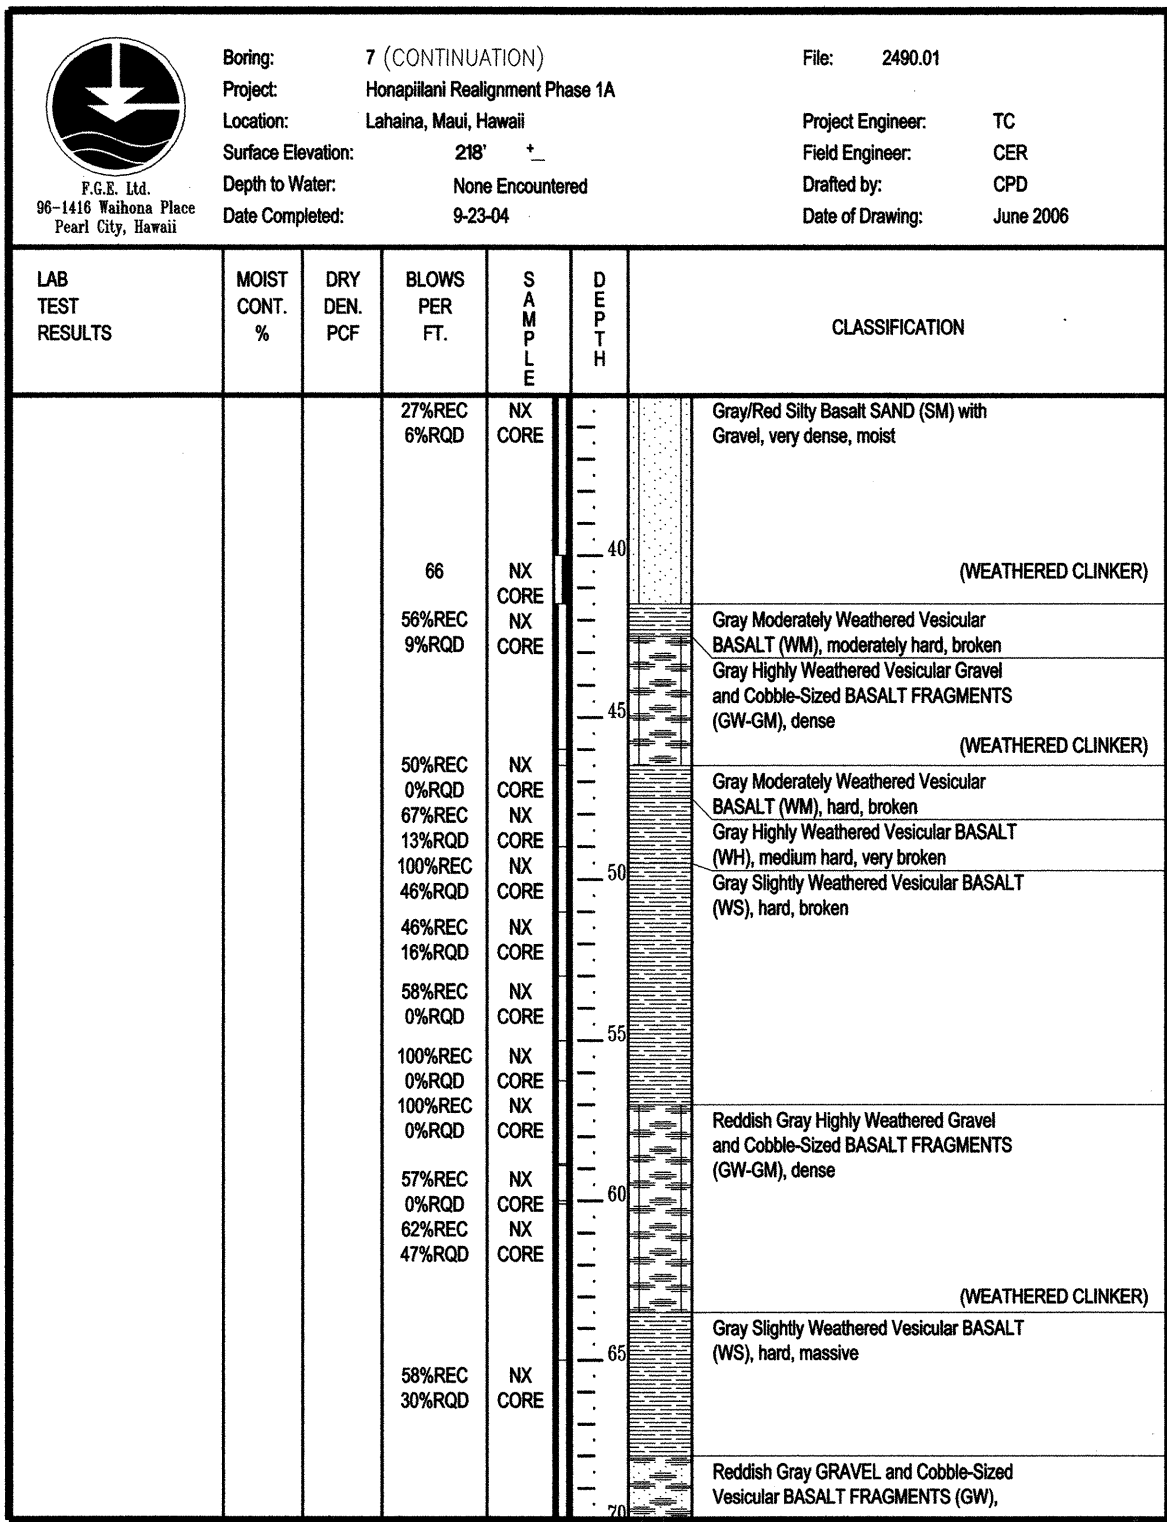 F.G.E. Ltd.
96-1416 Waihona Place
Pearl City, Hawaii
Boring: 7 (CONTINUATION)
Project: Honapiilani Realignment Phase 1A
Location: Lahaina, Maui, Hawaii
Surface Elevation: 218' ±
Depth to Water: None Encountered
Date Completed: 9-23-04
File: 2490.01
Project Engineer: TC
Field Engineer: CER
Drafted by: CPD
Date of Drawing: June 2006
LAB
TEST
RESULTS
MOIST
CONT.
%
DRY
DEN.
PCF
BLOWS
PER
FT.
SAMPLE
DEPTH
CLASSIFICATION
27%REC NX
6%RQD CORE
Gray/Red Silty Basalt SAND (SM) with
Gravel, very dense, moist
40
66 NX
CORE
(WEATHERED CLINKER)
56%REC NX
9%RQD CORE
Gray Moderately Weathered Vesicular
BASALT (WM), moderately hard, broken
Gray Highly Weathered Vesicular Gravel
and Cobble-Sized BASALT FRAGMENTS
(GW-GM), dense
45
(WEATHERED CLINKER)
50%REC NX
0%RQD CORE
Gray Moderately Weathered Vesicular
BASALT (WM), hard, broken
67%REC NX
13%RQD CORE
Gray Highly Weathered Vesicular BASALT
(WH), medium hard, very broken
100%REC NX
46%RQD CORE
50
Gray Slightly Weathered Vesicular BASALT
(WS), hard, broken
46%REC NX
16%RQD CORE
58%REC NX
0%RQD CORE
55
100%REC NX
0%RQD CORE
100%REC NX
0%RQD CORE
Reddish Gray Highly Weathered Gravel
and Cobble-Sized BASALT FRAGMENTS
(GW-GM), dense
57%REC NX
0%RQD CORE
60
62%REC NX
47%RQD CORE
(WEATHERED CLINKER)
Gray Slightly Weathered Vesicular BASALT
(WS), hard, massive
65
58%REC NX
30%RQD CORE
Reddish Gray GRAVEL and Cobble-Sized
Vesicular BASALT FRAGMENTS (GW),
70